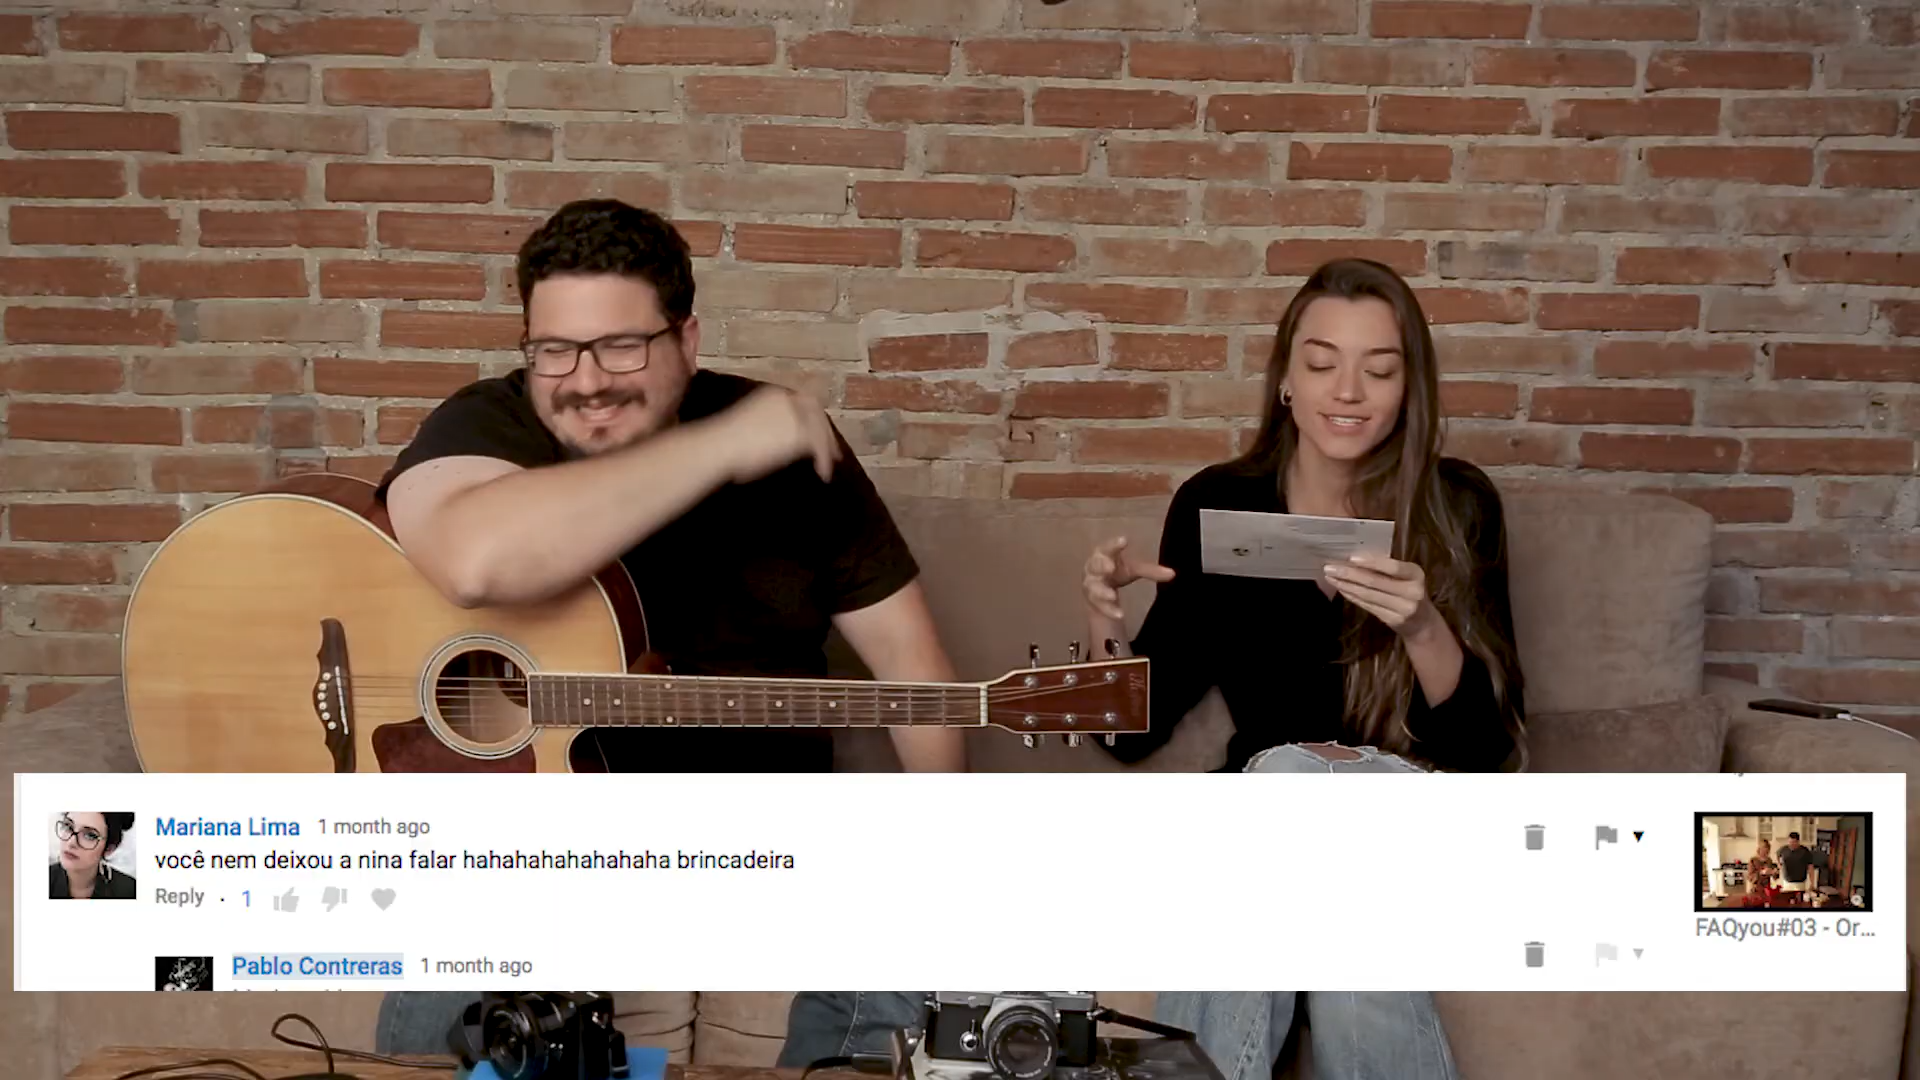 Mariana Lima 1 month ago
você nem deixou a nina falar hahahahahahahaha brincadeira
Reply · 1
FAQyou#03 - Or...
Pablo Contreras 1 month ago